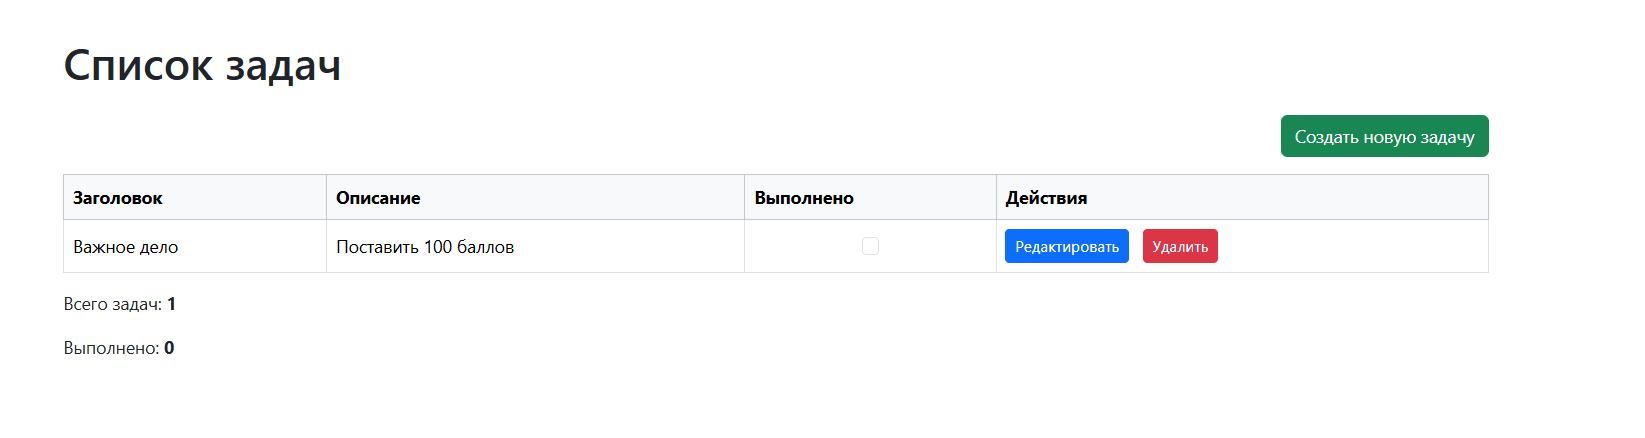 Список задач
Создать новую задачу
Заголовок Описание Выполнено Действия
Важное дело Поставить 100 баллов Редактировать Удалить
Всего задач: 1
Выполнено: 0